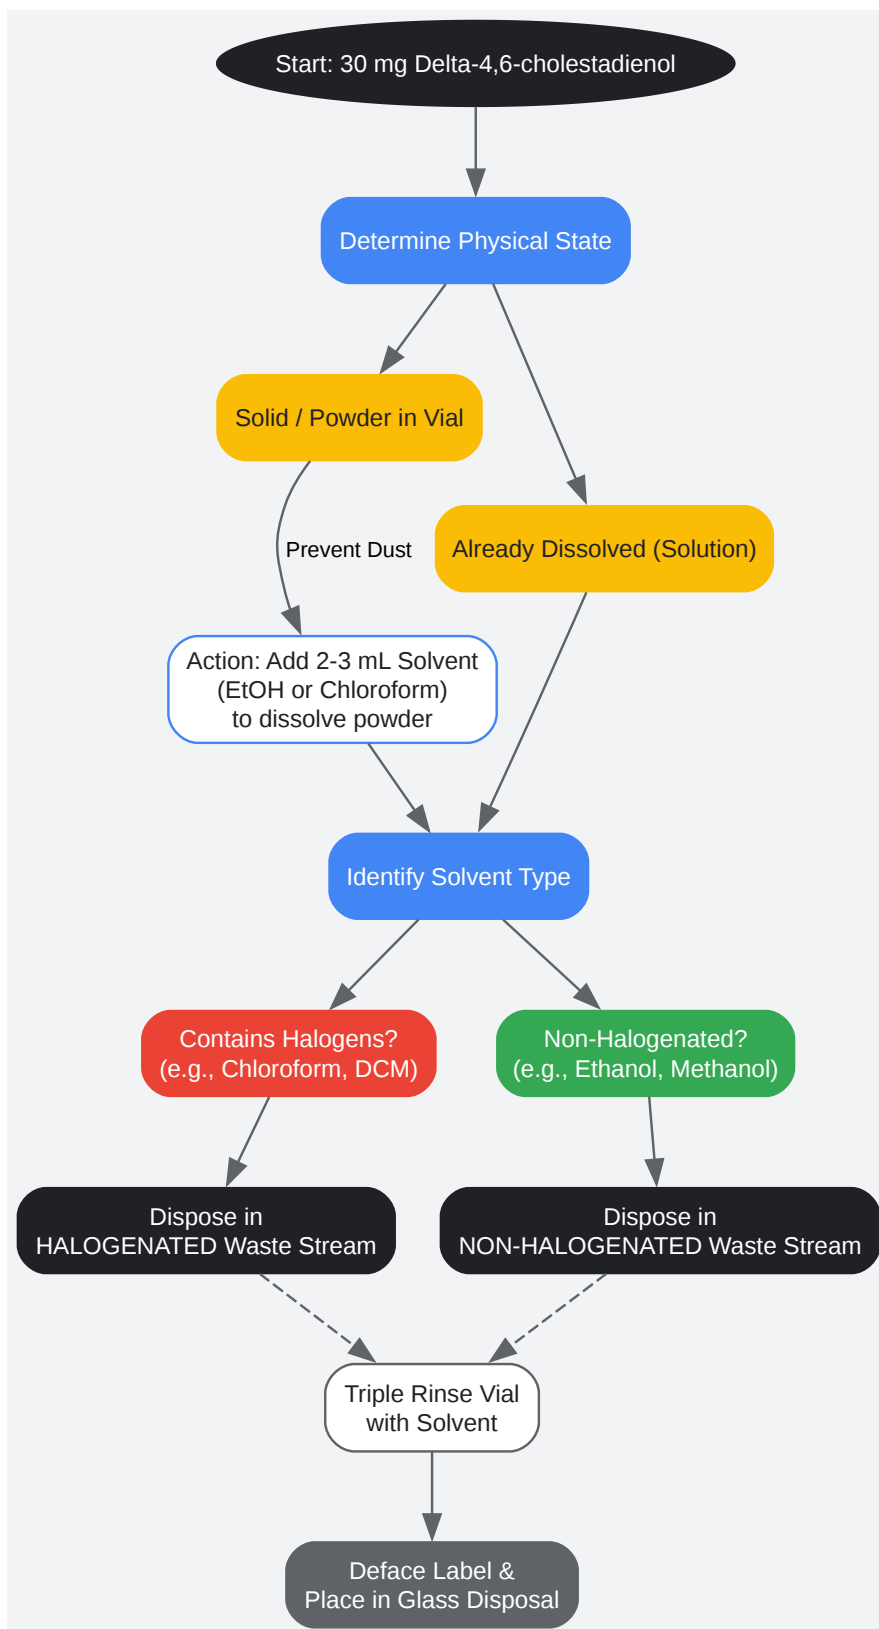 Start: 30 mg Delta-4,6-cholestadienol
Determine Physical State
Solid / Powder in Vial
Already Dissolved (Solution)
Prevent Dust
Action: Add 2-3 mL Solvent
(EtOH or Chloroform)
to dissolve powder
Identify Solvent Type
Contains Halogens?
(e.g., Chloroform, DCM)
Non-Halogenated?
(e.g., Ethanol, Methanol)
Dispose in
HALOGENATED Waste Stream
Dispose in
NON-HALOGENATED Waste Stream
Triple Rinse Vial
with Solvent
Deface Label &
Place in Glass Disposal